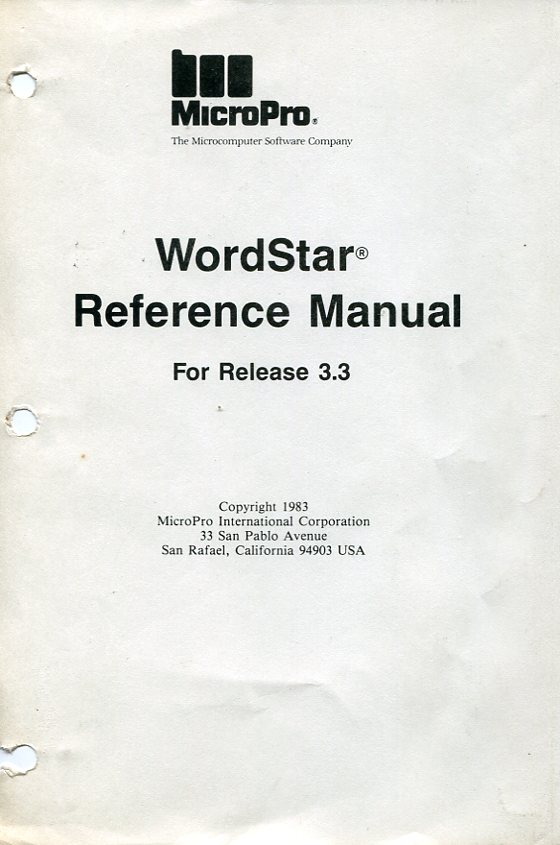 MicroPro®
The Microcomputer Software Company
WordStar®
Reference Manual
For Release 3.3
Copyright 1983
MicroPro International Corporation
33 San Pablo Avenue
San Rafael, California 94903 USA